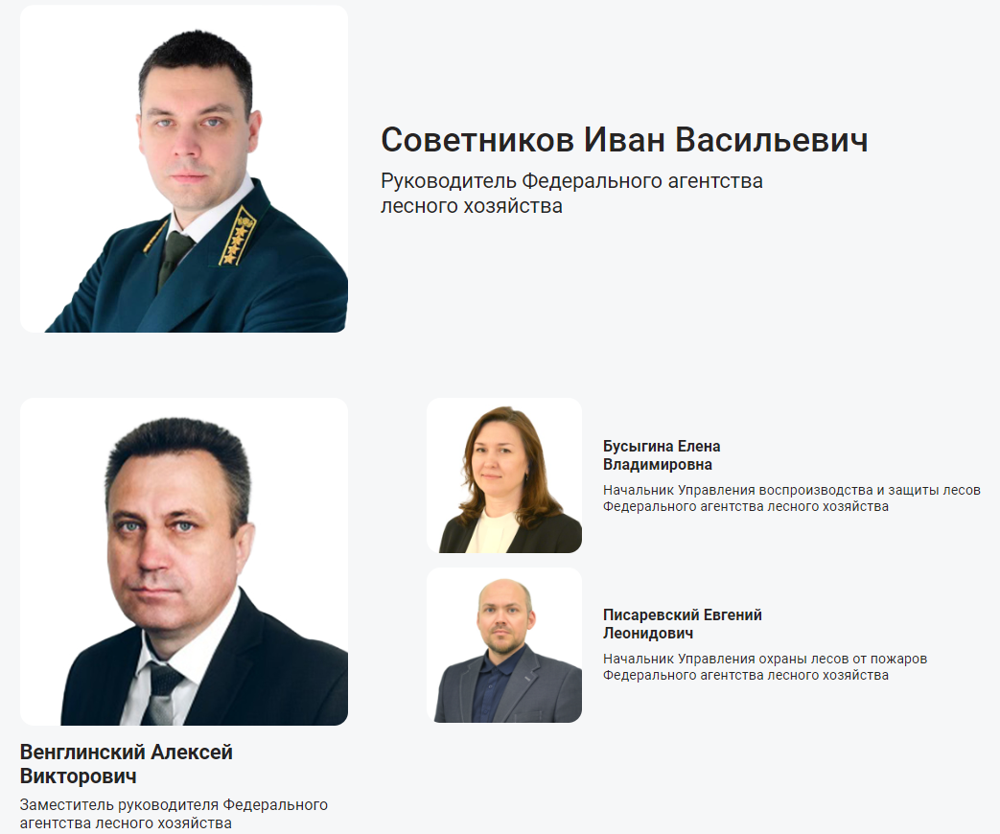 Советников Иван Васильевич
Руководитель Федерального агентства
лесного хозяйства
Бусыгина Елена
Владимировна
Начальник Управления воспроизводства и защиты лесов
Федерального агентства лесного хозяйства
Писаревский Евгений
Леонидович
Начальник Управления охраны лесов от пожаров
Федерального агентства лесного хозяйства
Венглинский Алексей
Викторович
Заместитель руководителя Федерального
агентства лесного хозяйства